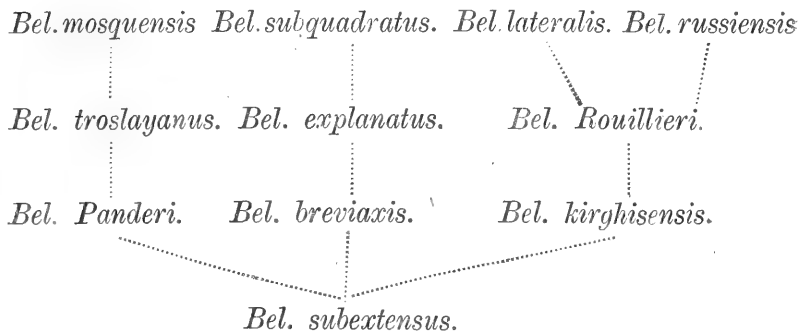 Bel. mosquensis Bel. subquadratus. Bel. lateralis. Bel. russiensis
Bel. troslayanus. Bel. explanatus. Bel. Rouillieri.
Bel. Panderi. Bel. breviaxis. Bel. kirghisensis.
Bel. subextensus.